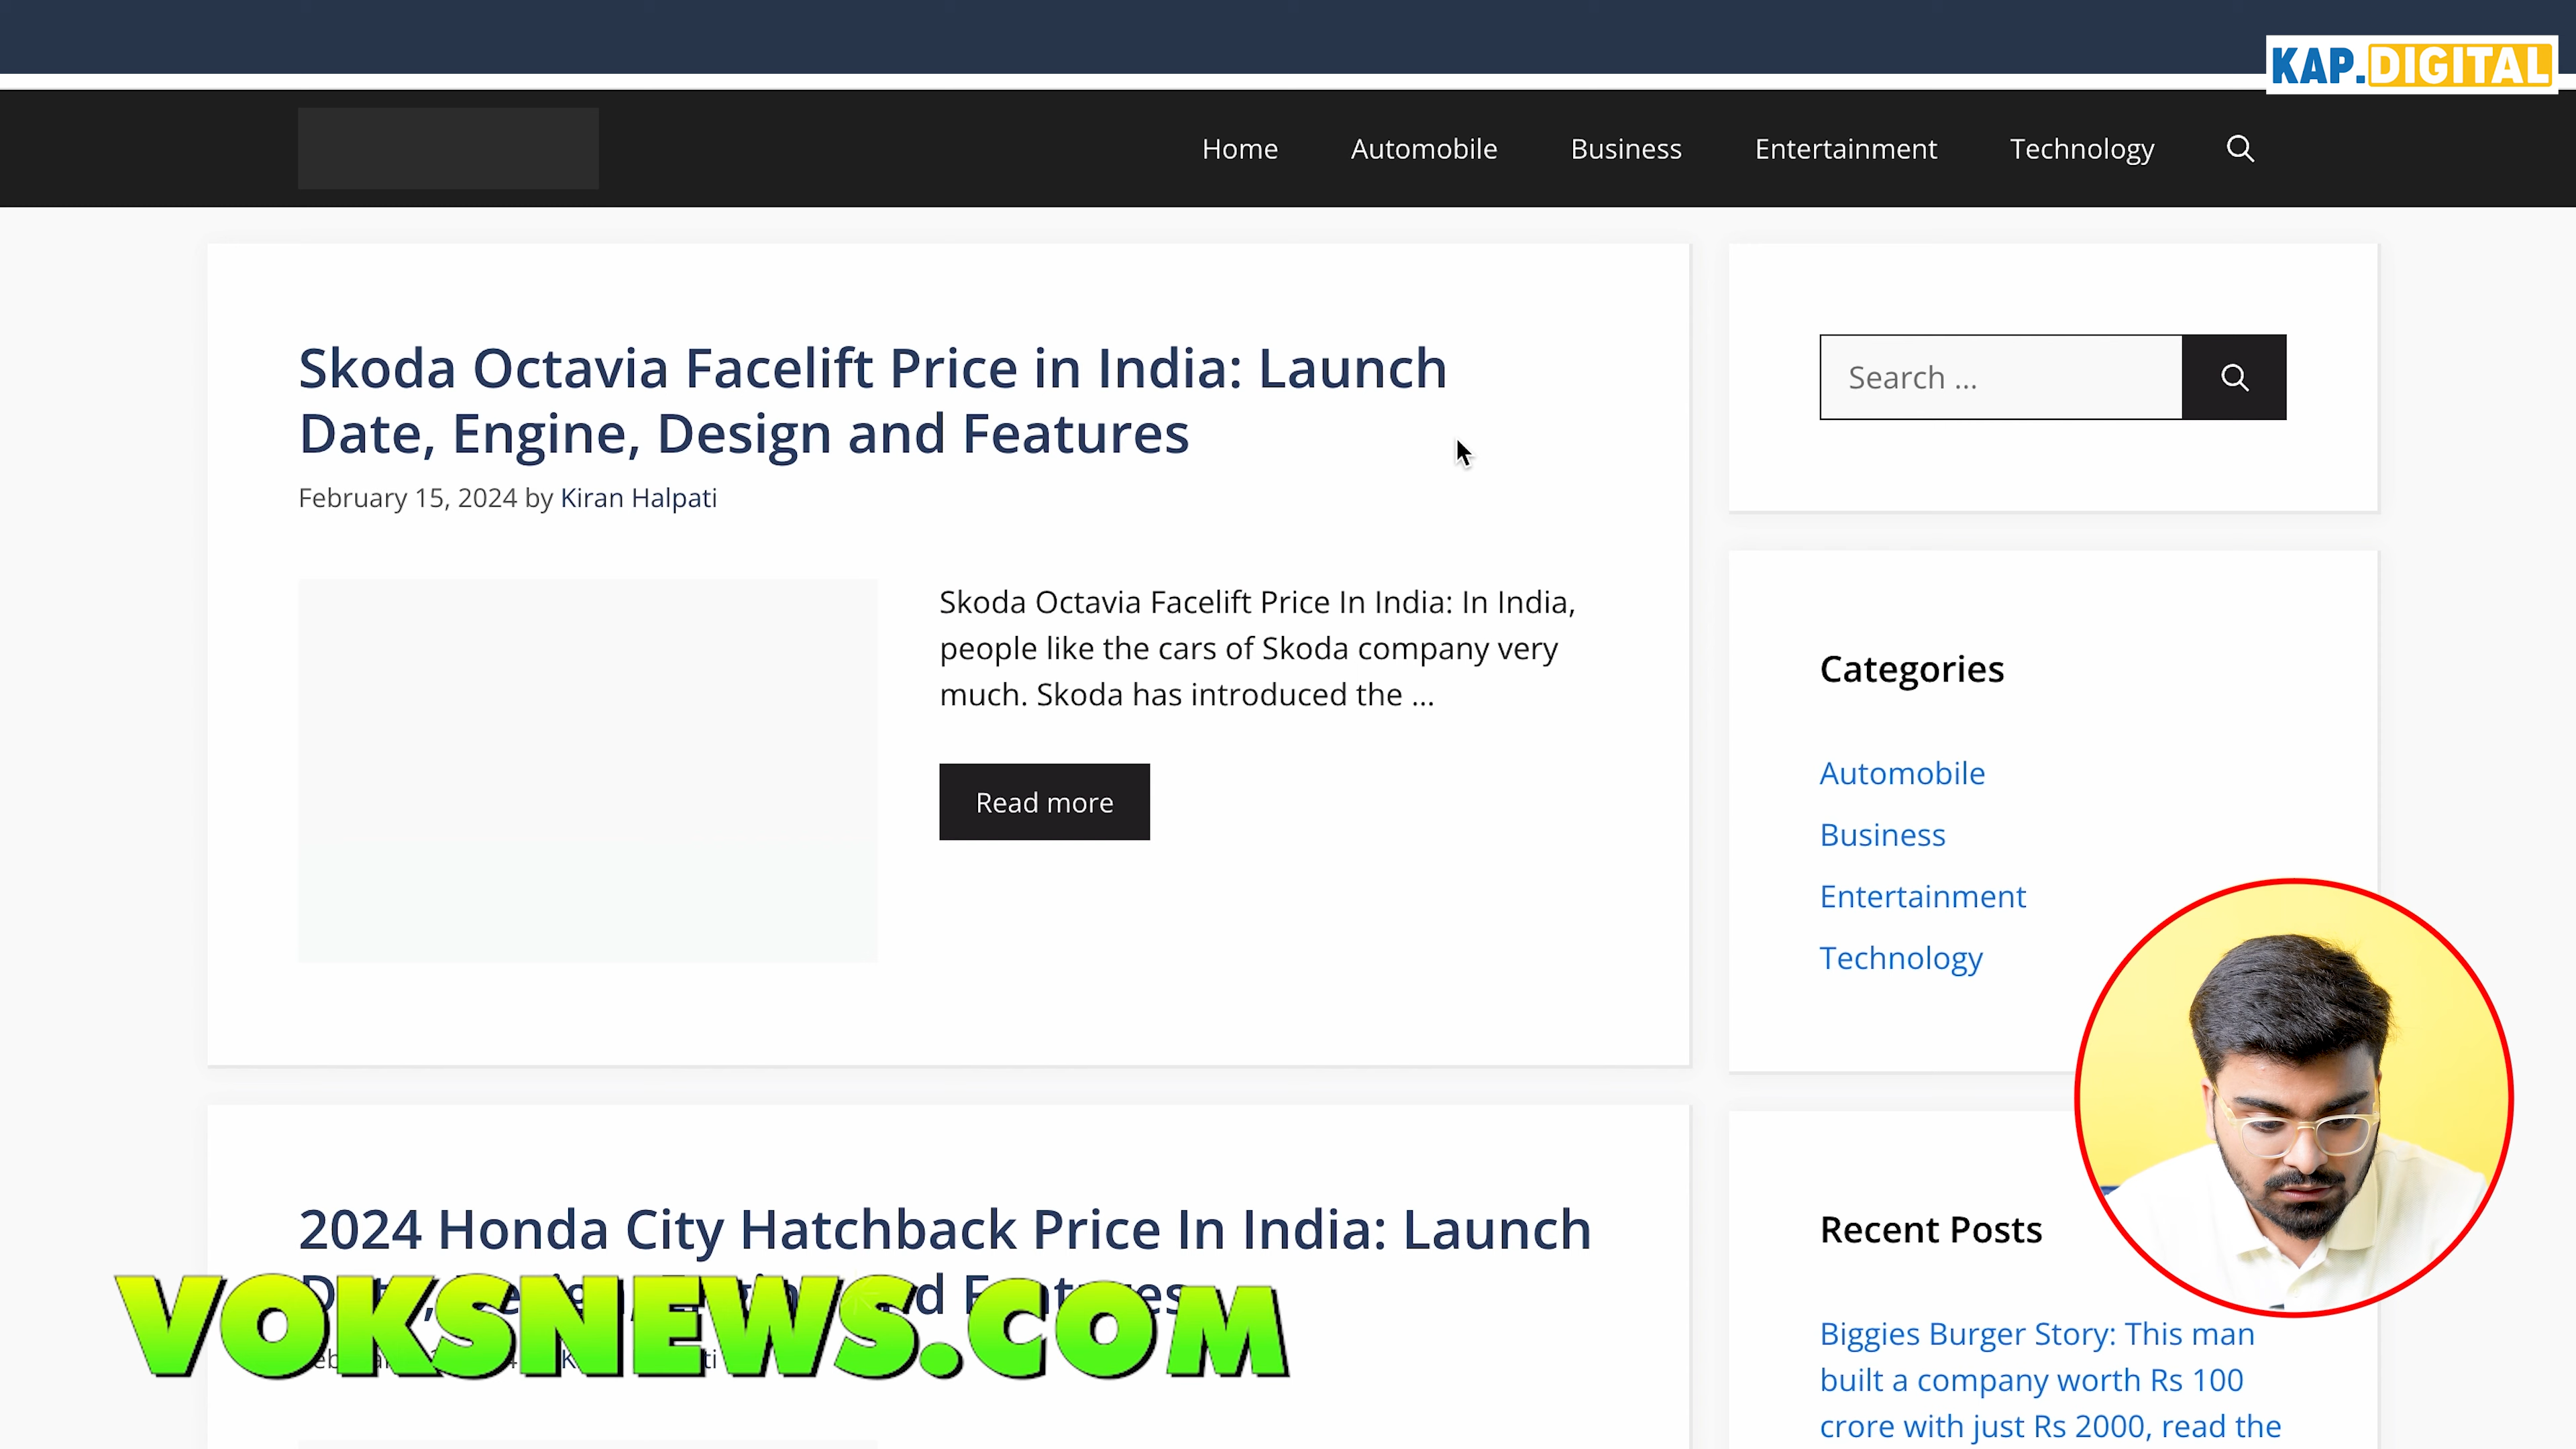 KAP.DIGITAL
Home
Automobile
Business
Entertainment
Technology
Skoda Octavia Facelift Price in India: Launch
Date, Engine, Design and Features
February 15, 2024 by Kiran Halpati
Skoda Octavia Facelift Price In India: In India,
people like the cars of Skoda company very
much. Skoda has introduced the ...
Read more
2024 Honda City Hatchback Price In India: Launch
VOKSNEWS.COM
Search ...
Categories
Automobile
Business
Entertainment
Technology
Recent Posts
Biggies Burger Story: This man
built a company worth Rs 100
crore with just Rs 2000, read the